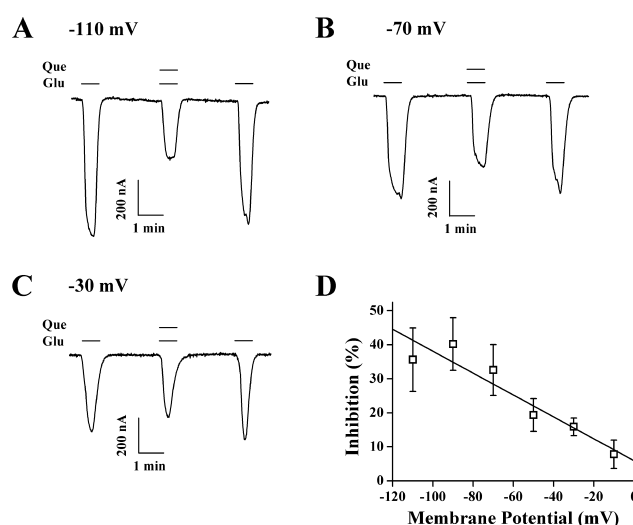 A
-110 mV
Que
Glu
200 nA
1 min
B
-70 mV
Que
Glu
200 nA
1 min
C
-30 mV
Que
Glu
200 nA
1 min
D
50
40
30
20
10
0
Inhibition (%)
-120 -100 -80 -60 -40 -20 0
Membrane Potential (mV)